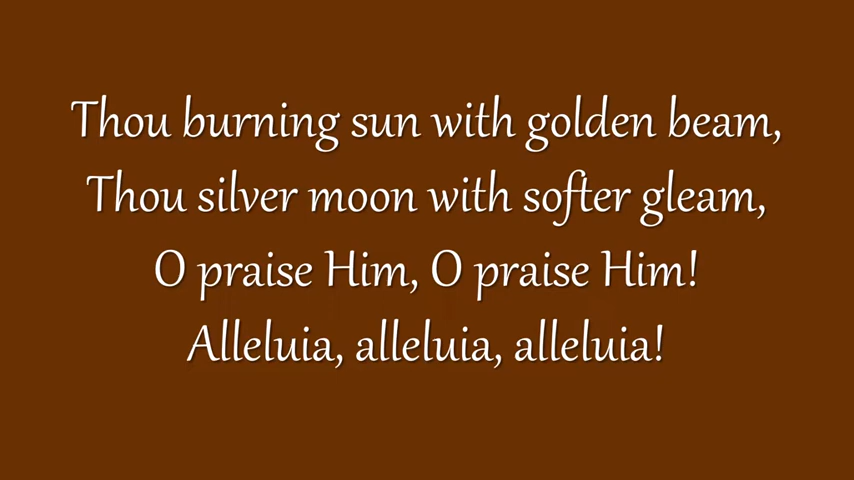 Thou burning sun with golden beam,
Thou silver moon with softer gleam,
O praise Him, O praise Him!
Alleluia, alleluia, alleluia!